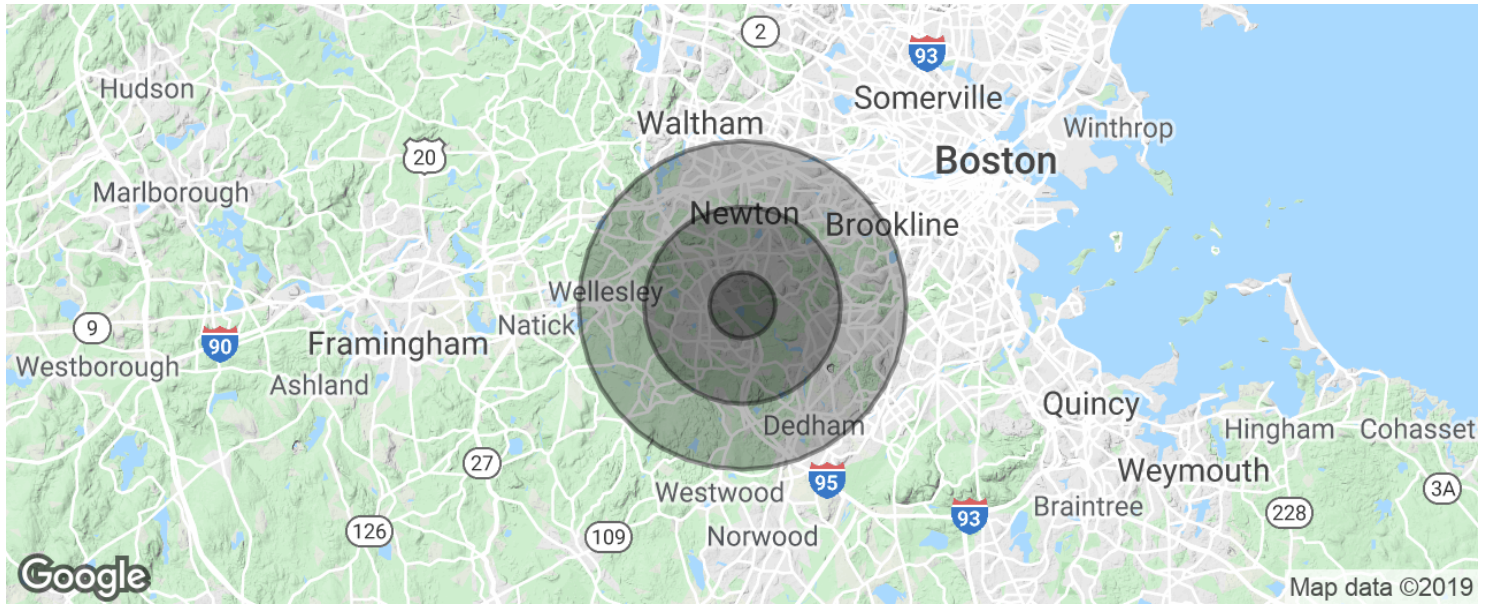 2
93
Hudson
Somerville
Waltham
Winthrop
20
Boston
Marlborough
Newton
Brookline
Wellesley
Natick
9
90
Framingham
Westborough
Ashland
Quincy
Dedham
Hingham
Cohasset
27
Weymouth
95
Westwood
3A
Braintree
228
93
126
109
Norwood
Google
Map data ©2019